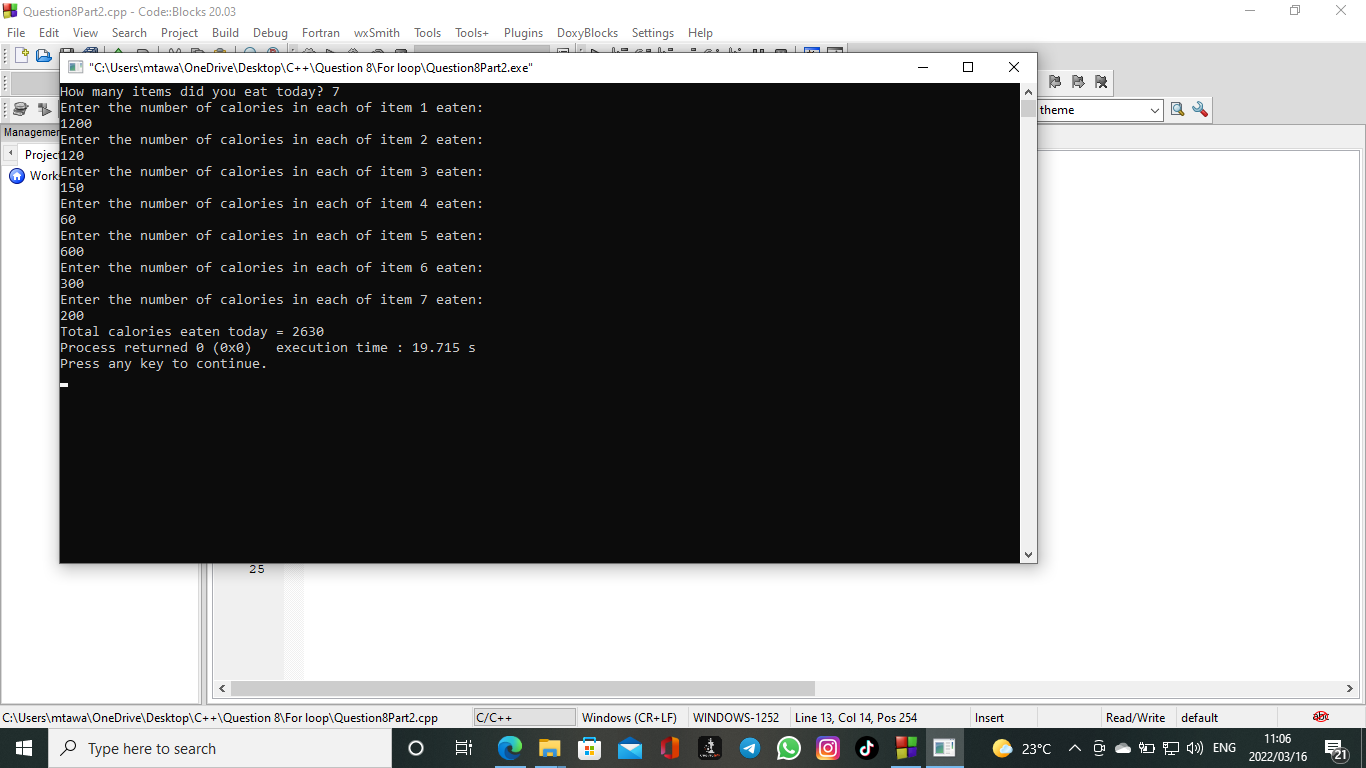 Question8Part2.cpp - Code::Blocks 20.03
File Edit View Search Project Build Debug Fortran wxSmith Tools Tools+ Plugins DoxyBlocks Settings Help
"C:\Users\mtawa\OneDrive\Desktop\C++\Question 8\For loop\Question8Part2.exe"
How many items did you eat today? 7
Enter the number of calories in each of item 1 eaten:
1200
Enter the number of calories in each of item 2 eaten:
120
Enter the number of calories in each of item 3 eaten:
150
Enter the number of calories in each of item 4 eaten:
60
Enter the number of calories in each of item 5 eaten:
600
Enter the number of calories in each of item 6 eaten:
300
Enter the number of calories in each of item 7 eaten:
200
Total calories eaten today = 2630
Process returned 0 (0x0)   execution time : 19.715 s
Press any key to continue.
theme
25
C:\Users\mtawa\OneDrive\Desktop\C++\Question 8\For loop\Question8Part2.cpp C/C++ Windows (CR+LF) WINDOWS-1252 Line 13, Col 14, Pos 254 Insert Read/Write default abc
Type here to search 23°C ENG 11:06
2022/03/16 21